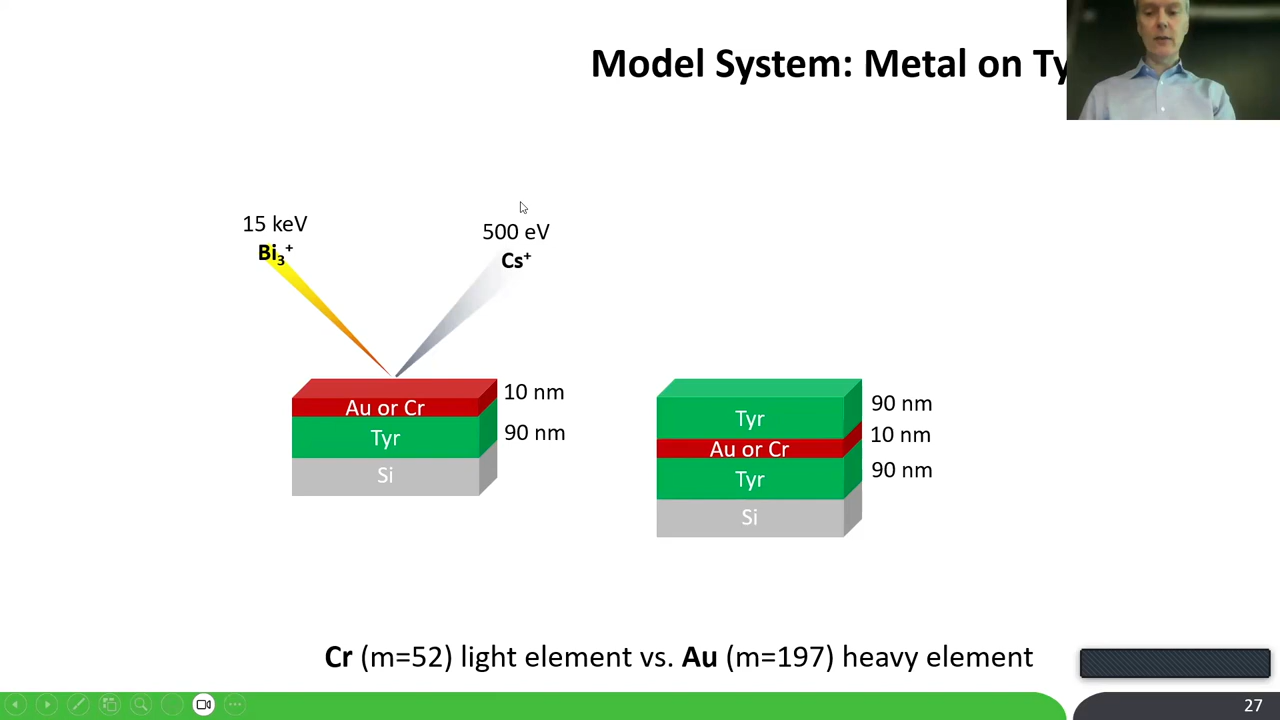 Model System: Metal on Ty
15 keV
Bi₃⁺
500 eV
Cs⁺
Au or Cr
10 nm
Tyr
90 nm
Si
Tyr
90 nm
Au or Cr
10 nm
Tyr
90 nm
Si
Cr (m=52) light element vs. Au (m=197) heavy element
27